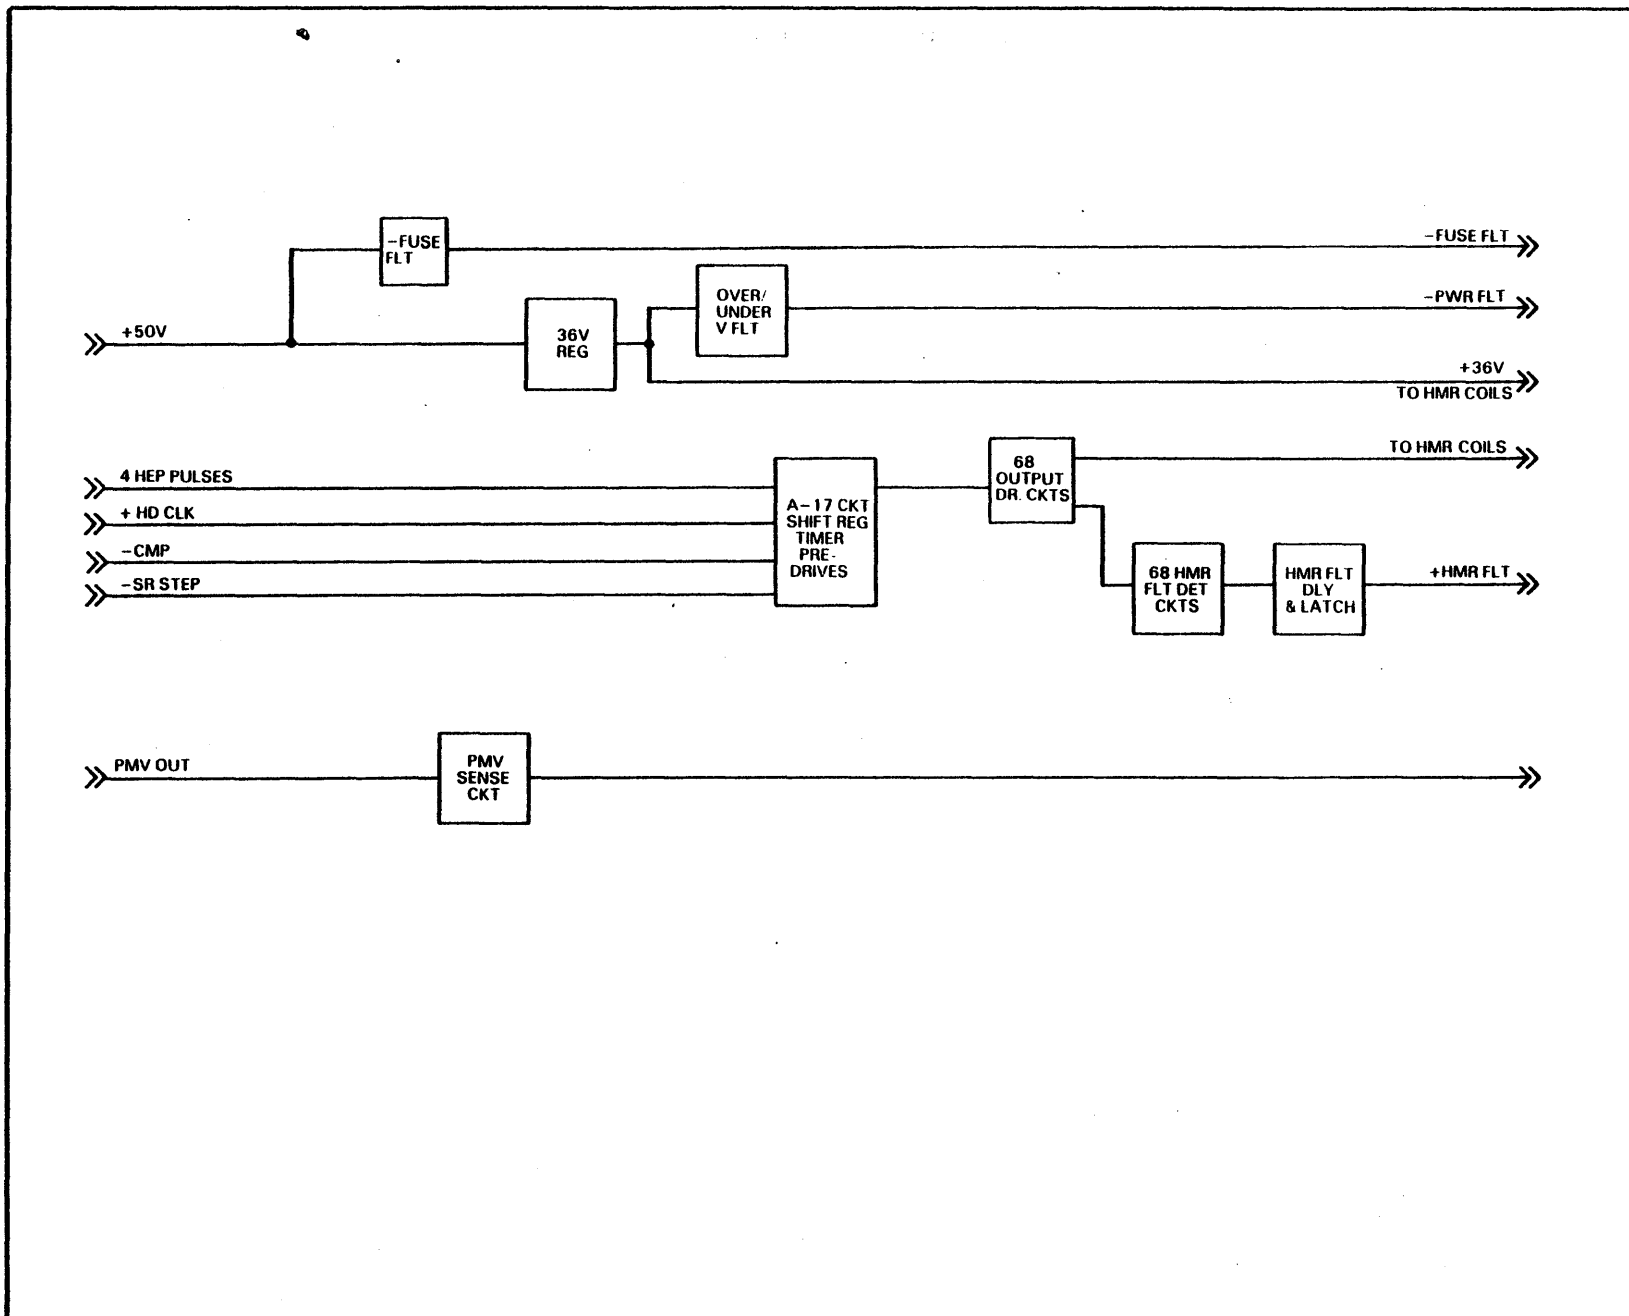 −FUSE
FLT
−FUSE FLT
OVER/
UNDER
V FLT
−PWR FLT
+50V
36V
REG
+36V
TO HMR COILS
4 HEP PULSES
+ HD CLK
−CMP
−SR STEP
A−17 CKT
SHIFT REG
TIMER
PRE-
DRIVES
68
OUTPUT
DR. CKTS
TO HMR COILS
68 HMR
FLT DET
CKTS
HMR FLT
DLY
& LATCH
+HMR FLT
PMV OUT
PMV
SENSE
CKT